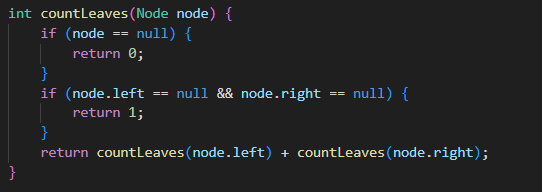 int countLeaves(Node node) {
    if (node == null) {
        return 0;
    }
    if (node.left == null && node.right == null) {
        return 1;
    }
    return countLeaves(node.left) + countLeaves(node.right);
}